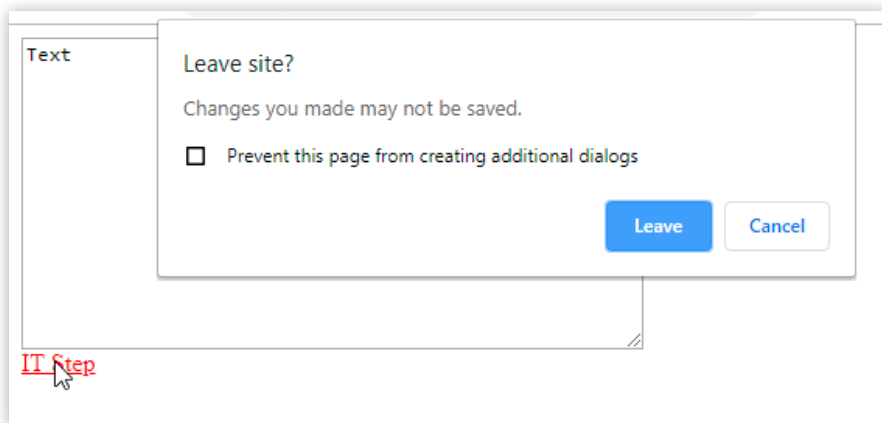 Text
Leave site?
Changes you made may not be saved.
Prevent this page from creating additional dialogs
Leave
Cancel
IT Step